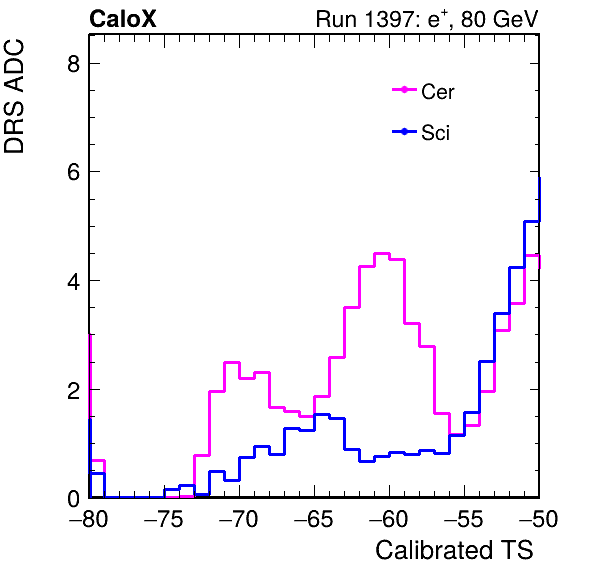 CaloX Run 1397: e⁺, 80 GeV
DRS ADC
8
6
4
2
0
Cer
Sci
−80 −75 −70 −65 −60 −55 −50
Calibrated TS